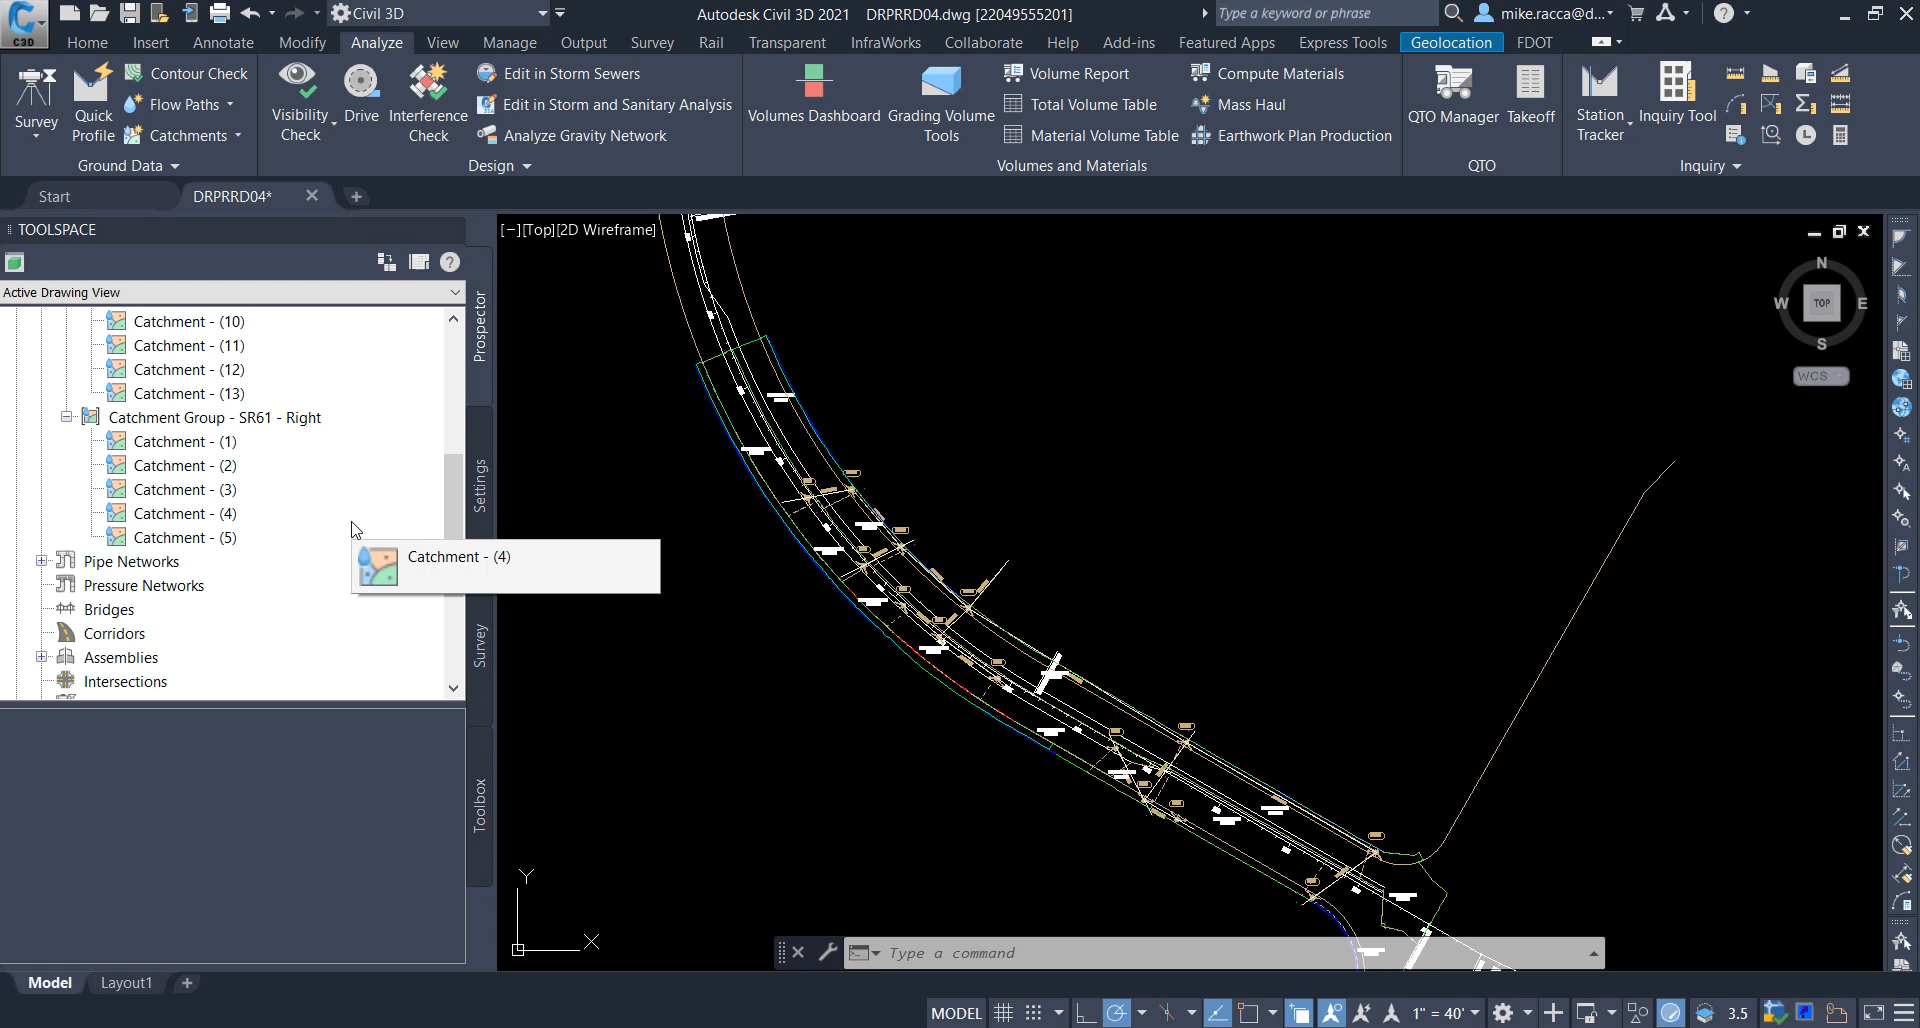 C3D
Civil 3D
Autodesk Civil 3D 2021 DRPRRD04.dwg [22049555201]
Type a keyword or phrase
mike.racca@d...
Home Insert Annotate Modify Analyze View Manage Output Survey Rail Transparent InfraWorks Collaborate Help Add-ins Featured Apps Express Tools Geolocation FDOT
Survey
Quick Profile
Contour Check
Flow Paths
Catchments
Ground Data
Visibility Check
Drive
Interference Check
Edit in Storm Sewers
Edit in Storm and Sanitary Analysis
Analyze Gravity Network
Design
Volumes Dashboard
Grading Volume Tools
Volume Report
Total Volume Table
Material Volume Table
Compute Materials
Mass Haul
Earthwork Plan Production
Volumes and Materials
QTO Manager
Takeoff
QTO
Station Tracker
Inquiry Tool
Inquiry
Start
DRPRRD04*
TOOLSPACE
Active Drawing View
Catchment - (10)
Catchment - (11)
Catchment - (12)
Catchment - (13)
Catchment Group - SR61 - Right
Catchment - (1)
Catchment - (2)
Catchment - (3)
Catchment - (4)
Catchment - (5)
Pipe Networks
Pressure Networks
Bridges
Corridors
Assemblies
Intersections
Catchment - (4)
Prospector
Settings
Survey
Toolbox
[−][Top][2D Wireframe]
N
W
TOP
E
S
WCS
Y
X
Type a command
Model
Layout1
MODEL
1" = 40'
3.5